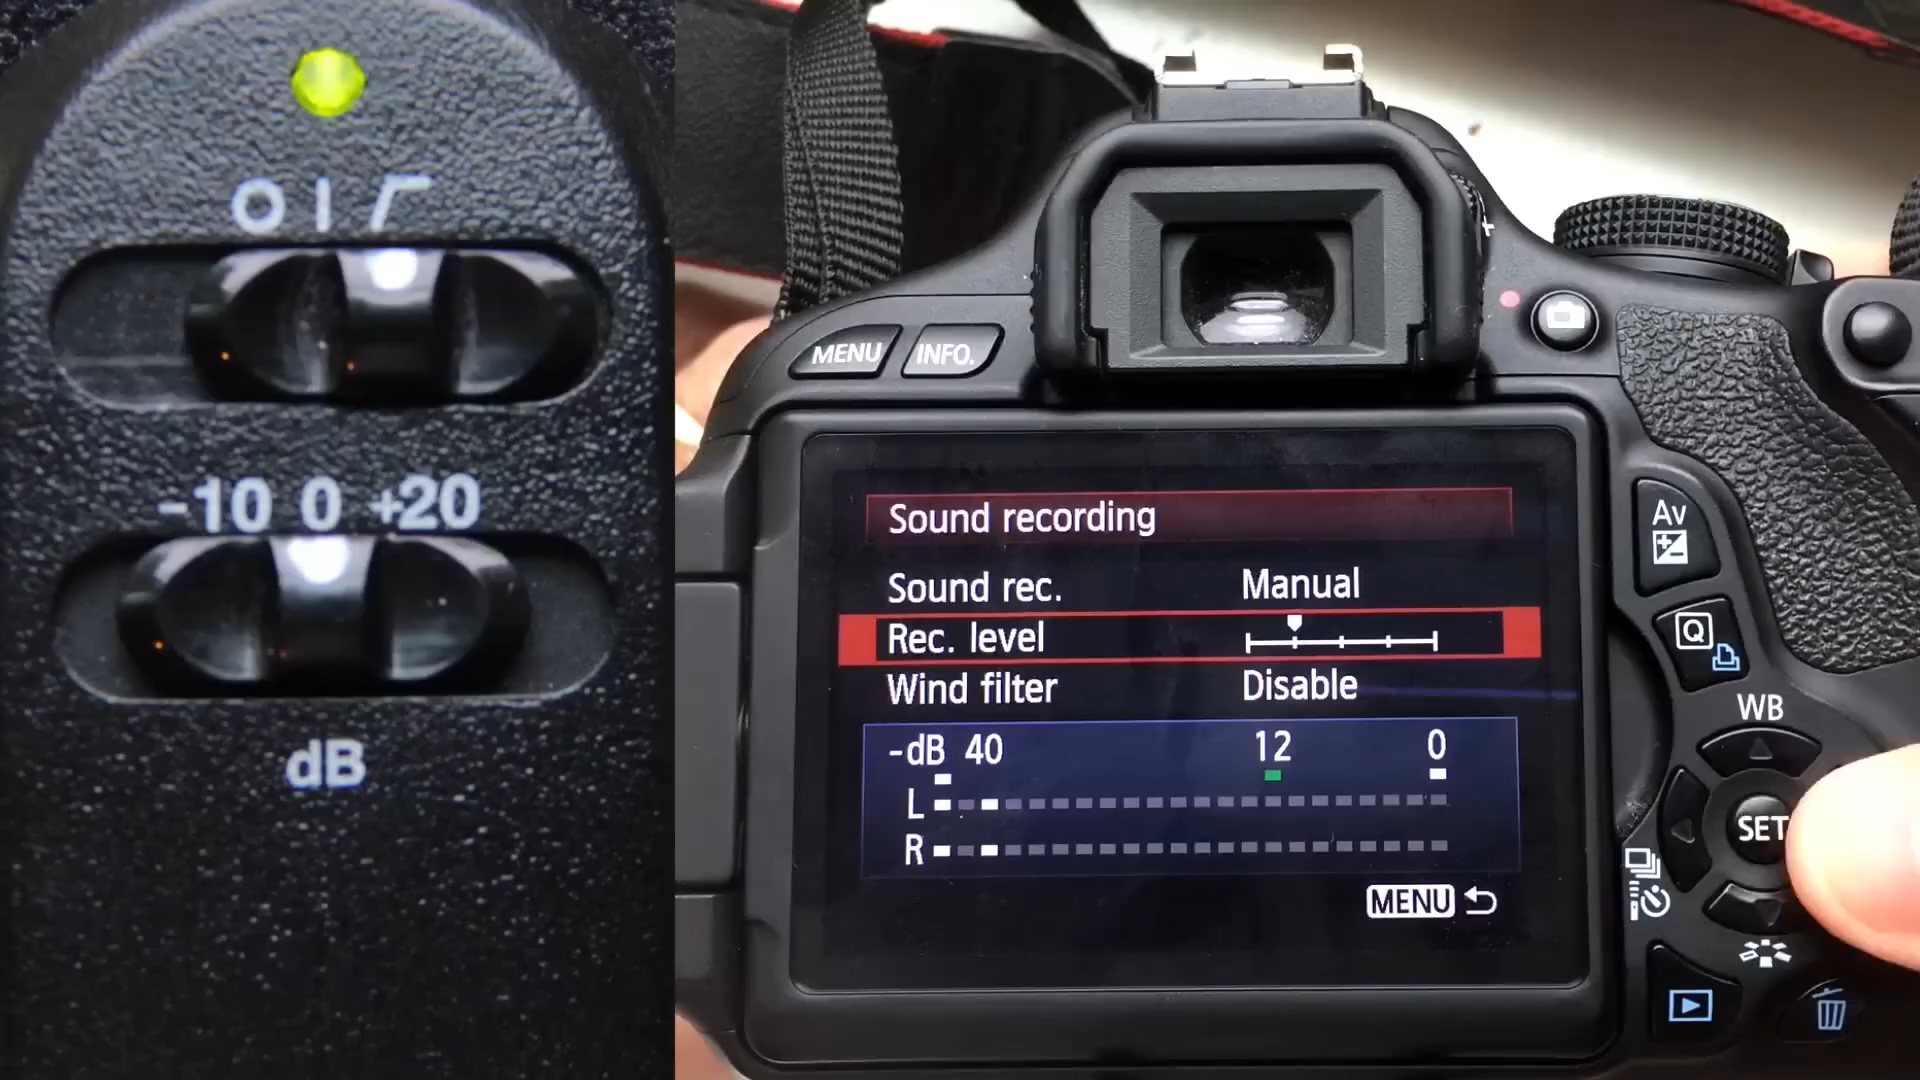 O I
-10 0 +20
dB
MENU INFO.
Sound recording
Sound rec. Manual
Rec. level
Wind filter Disable
-dB 40 12 0
L
R
MENU
Av
Q
WB
SET